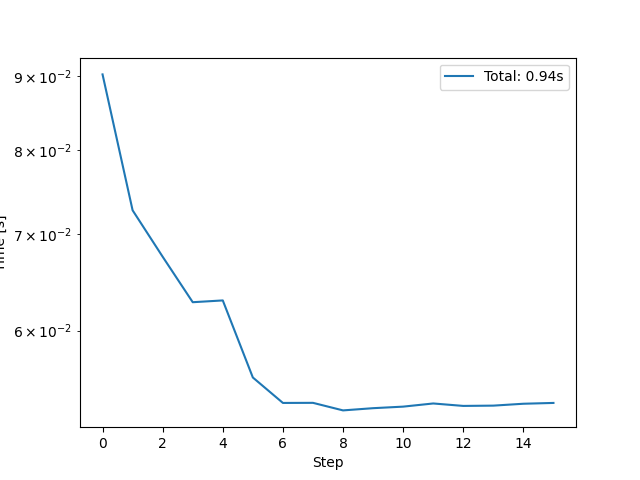 Total: 0.94s
9 × 10⁻²
8 × 10⁻²
7 × 10⁻²
6 × 10⁻²
[s]
0 2 4 6 8 10 12 14
Step